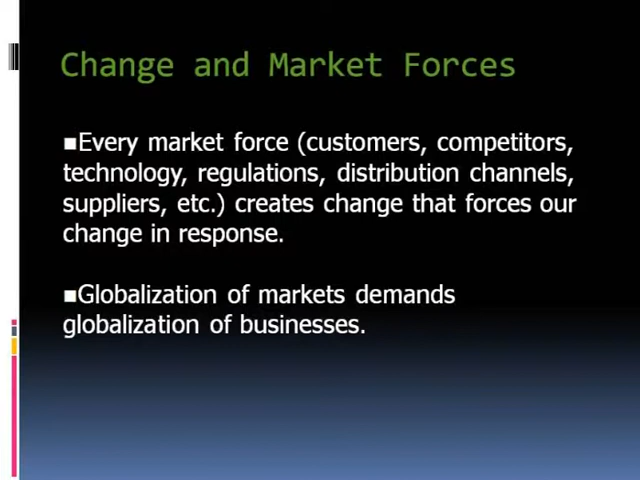 Change and Market Forces
■Every market force (customers, competitors,
technology, regulations, distribution channels,
suppliers, etc.) creates change that forces our
change in response.
■Globalization of markets demands
globalization of businesses.